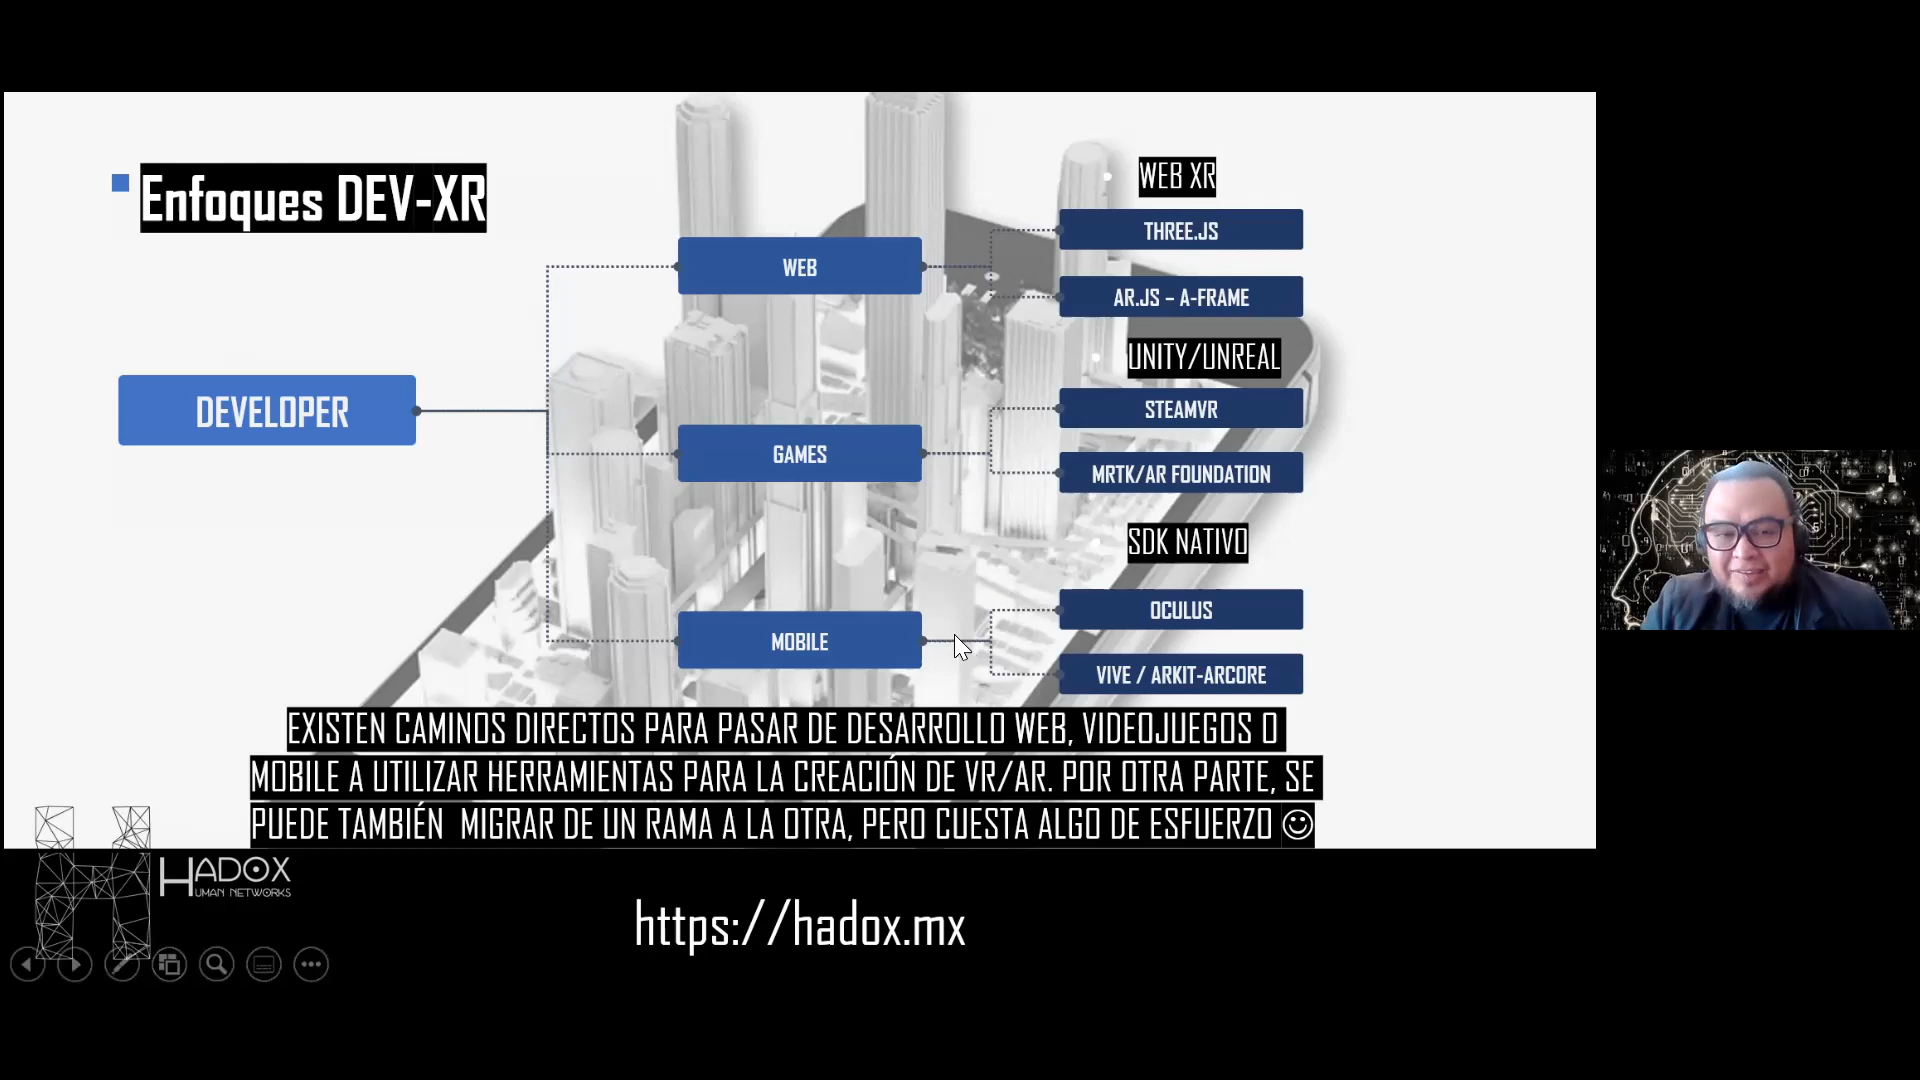 Enfoques DEV-XR
DEVELOPER
WEB
GAMES
MOBILE
WEB XR
THREE.JS
AR.JS – A-FRAME
UNITY/UNREAL
STEAMVR
MRTK/AR FOUNDATION
SDK NATIVO
OCULUS
VIVE / ARKIT-ARCORE
EXISTEN CAMINOS DIRECTOS PARA PASAR DE DESARROLLO WEB, VIDEOJUEGOS O
MOBILE A UTILIZAR HERRAMIENTAS PARA LA CREACIÓN DE VR/AR. POR OTRA PARTE, SE
PUEDE TAMBIÉN MIGRAR DE UN RAMA A LA OTRA, PERO CUESTA ALGO DE ESFUERZO ☺
HADOX
HUMAN NETWORKS
https://hadox.mx